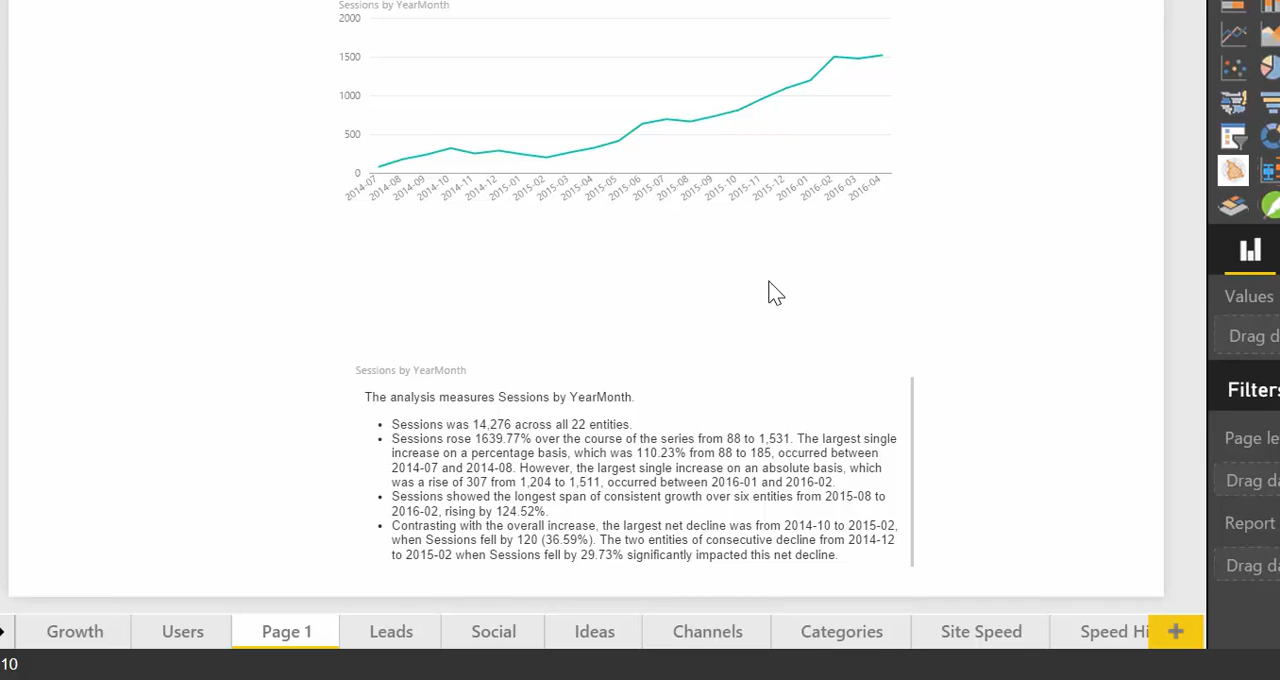 Sessions by YearMonth
2000
1500
1000
500
0
2014-07
2014-08
2014-09
2014-10
2014-11
2014-12
2015-01
2015-02
2015-03
2015-04
2015-05
2015-06
2015-07
2015-08
2015-09
2015-10
2015-11
2015-12
2016-01
2016-02
2016-03
2016-04
Sessions by YearMonth
The analysis measures Sessions by YearMonth.
• Sessions was 14,276 across all 22 entities.
• Sessions rose 1639.77% over the course of the series from 88 to 1,531. The largest single
increase on a percentage basis, which was 110.23% from 88 to 185, occurred between
2014-07 and 2014-08. However, the largest single increase on an absolute basis, which
was a rise of 307 from 1,204 to 1,511, occurred between 2016-01 and 2016-02.
• Sessions showed the longest span of consistent growth over six entities from 2015-08 to
2016-02, rising by 124.52%.
• Contrasting with the overall increase, the largest net decline was from 2014-10 to 2015-02,
when Sessions fell by 120 (36.59%). The two entities of consecutive decline from 2014-12
to 2015-02 when Sessions fell by 29.73% significantly impacted this net decline.
Values
Drag d
Filters
Page le
Drag da
Report
Drag da
Growth Users Page 1 Leads Social Ideas Channels Categories Site Speed Speed Hi +
10